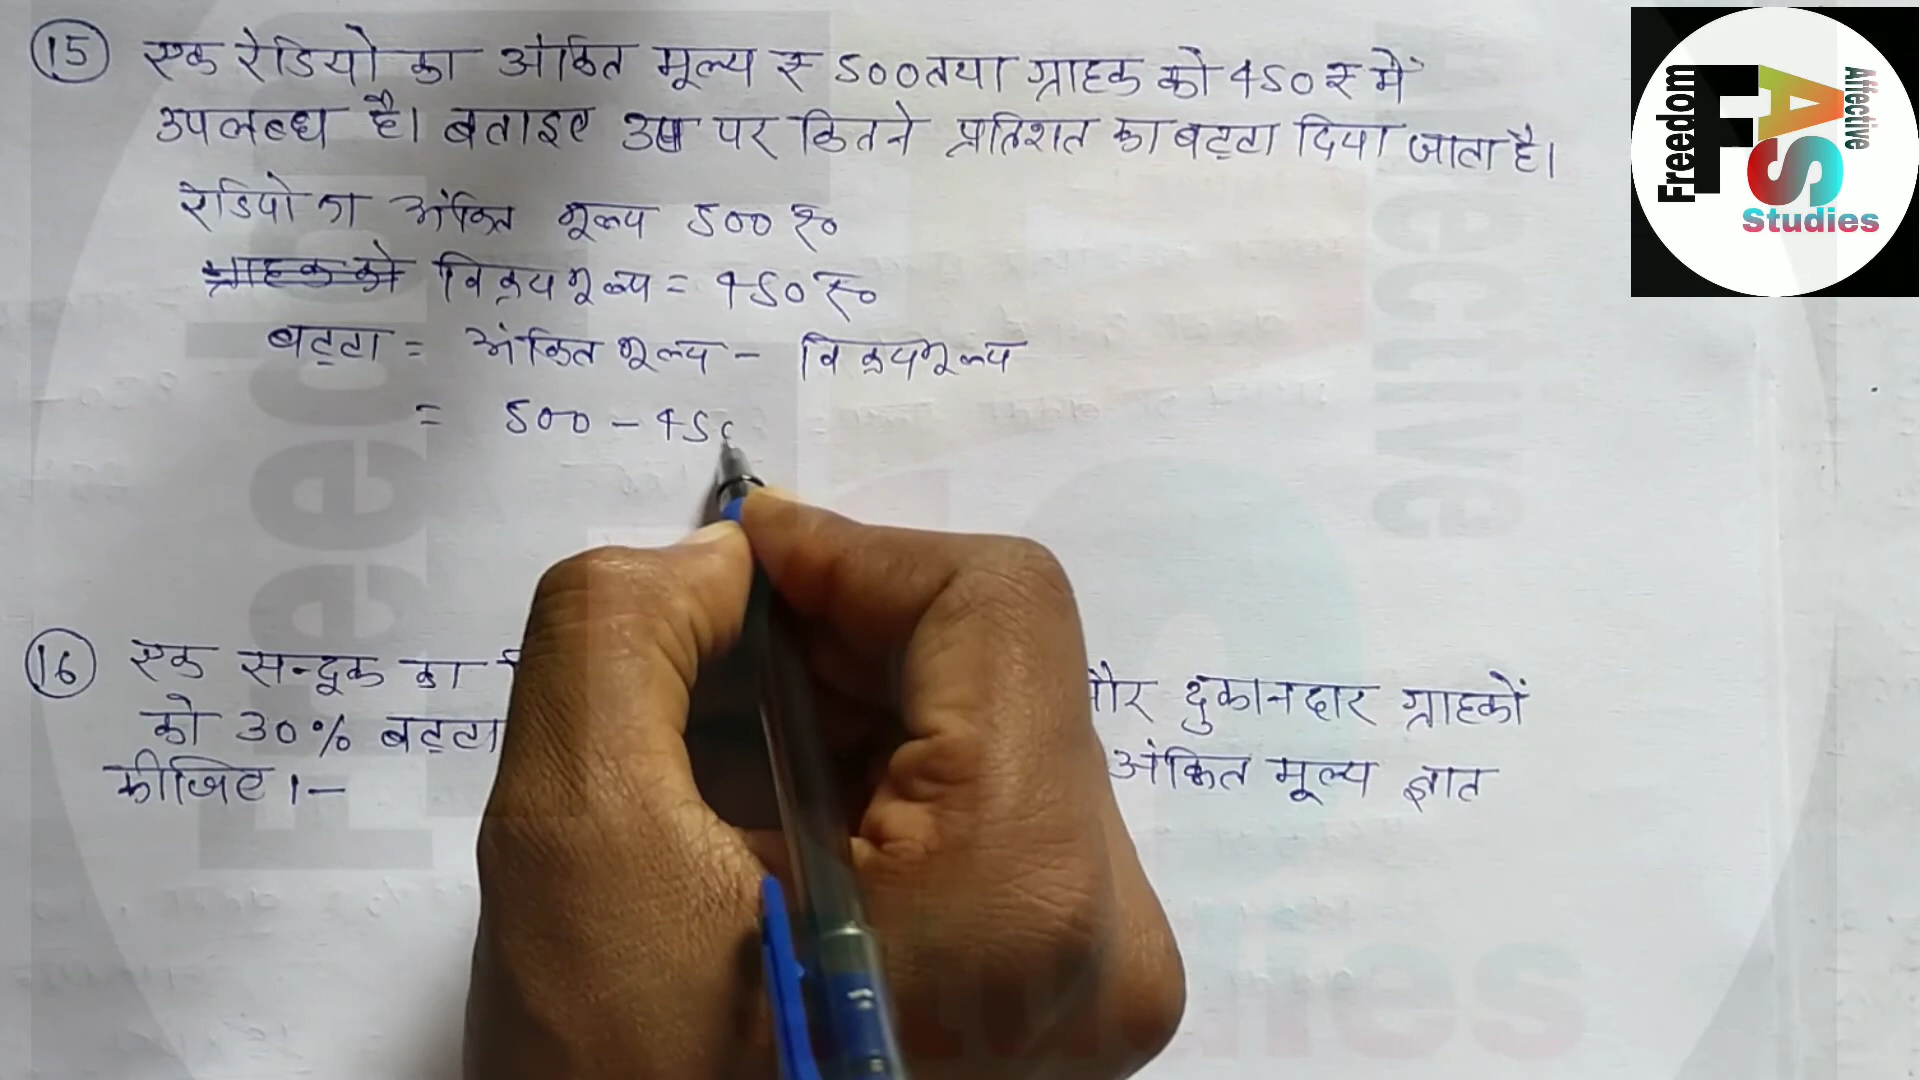 15 एक रेडियो का अंकित मूल्य ₹ 500 तथा ग्राहक को 450 ₹ में
उपलब्ध है। बताइए उस पर कितने प्रतिशत का बट्टा दिया जाता है।
रेडियो का अंकित मूल्य 500 रु०
ग्राहक को विक्रय मूल्य = 450 रु०
बट्टा = अंकित मूल्य - विक्रय मूल्य
= 500 - 450
16 एक सन्दूक का
और दुकानदार ग्राहकों
को 30% बट्टा
अंकित मूल्य ज्ञात
कीजिए।-
Freedom
FAS
Affective
Studies